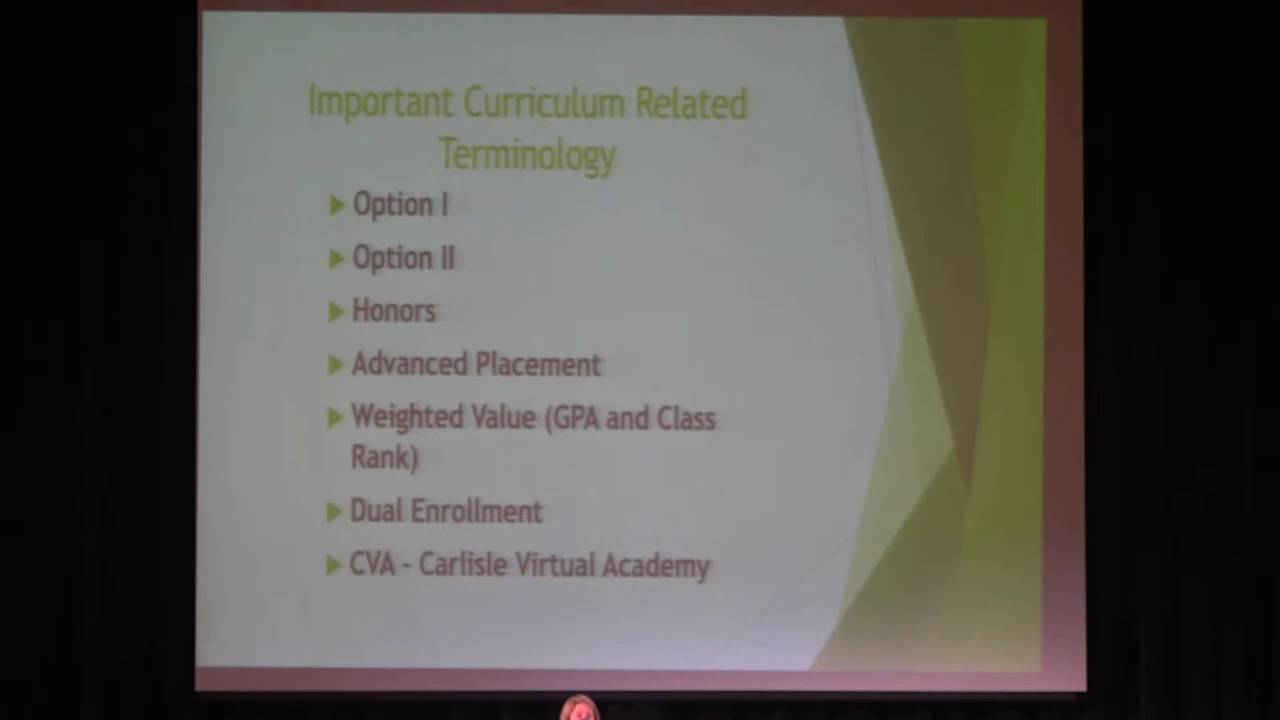 Important Curriculum Related
Terminology
Option I
Option II
Honors
Advanced Placement
Weighted Value (GPA and Class
Rank)
Dual Enrollment
CVA - Carlisle Virtual Academy